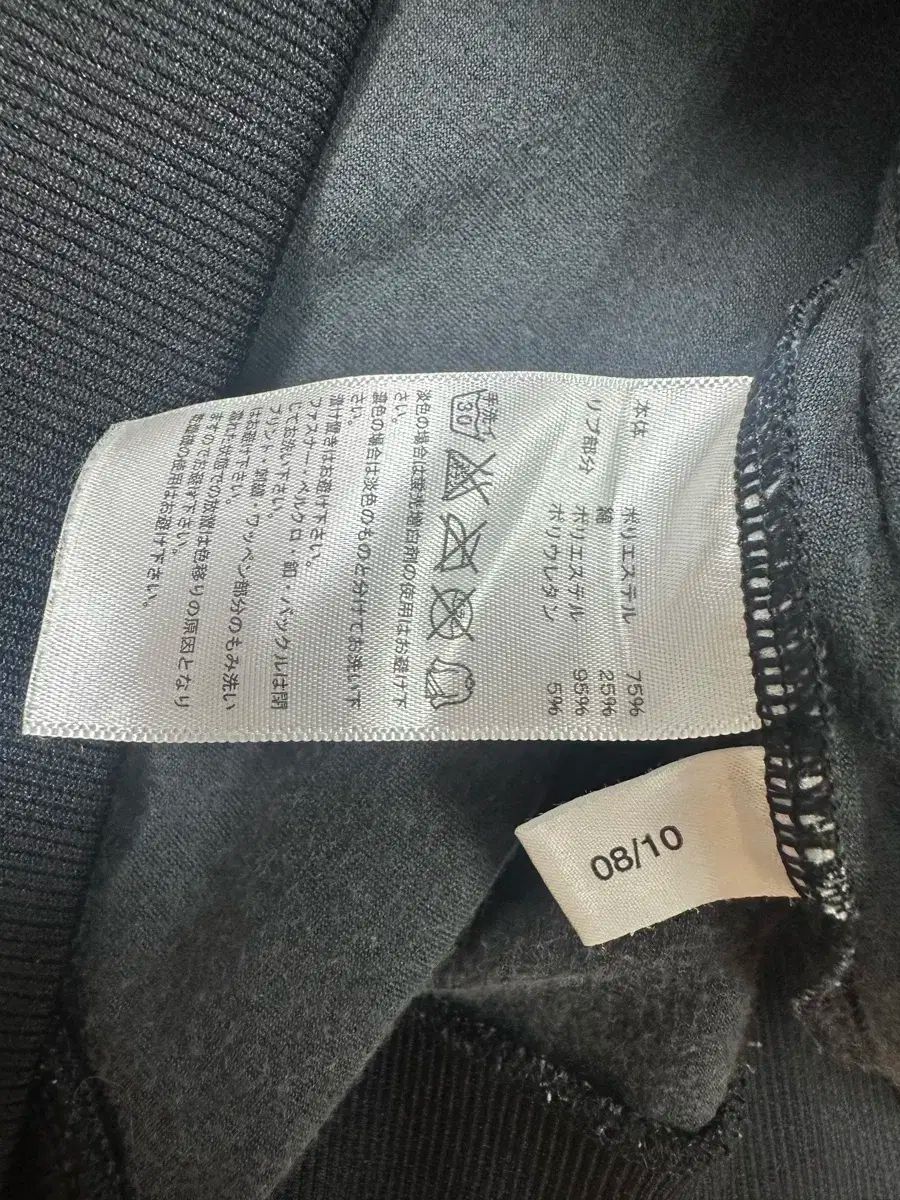 本体 ポリエステル 75%
綿 25%
リブ部分 ポリエステル 95%
ポリウレタン 5%
手洗イ
30
淡色の場合は蛍光増白剤の使用はお避け下
さい。
濃色の場合は淡色のものと分けてお洗い下
さい。
漬け置きはお避け下さい。
ファスナー・ベルクロ・釦・バックルは閉
じてお洗い下さい。
プリント・刺繍・ワッペン部分のもみ洗い
はお避け下さい。
濡れた状態での放置は色移りの原因となり
ますのでお避け下さい。
乾燥機の使用はお避け下さい。
08/10